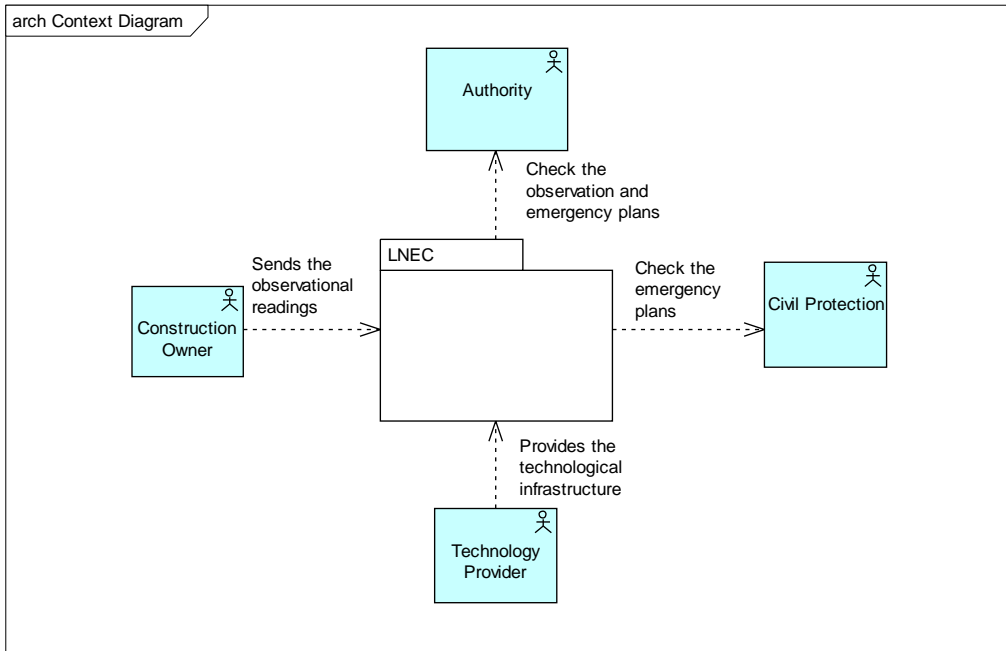 arch Context Diagram
Authority
Check the
observation and
emergency plans
LNEC
Sends the
observational
readings
Check the
emergency
plans
Construction
Owner
Civil Protection
Provides the
technological
infrastructure
Technology
Provider